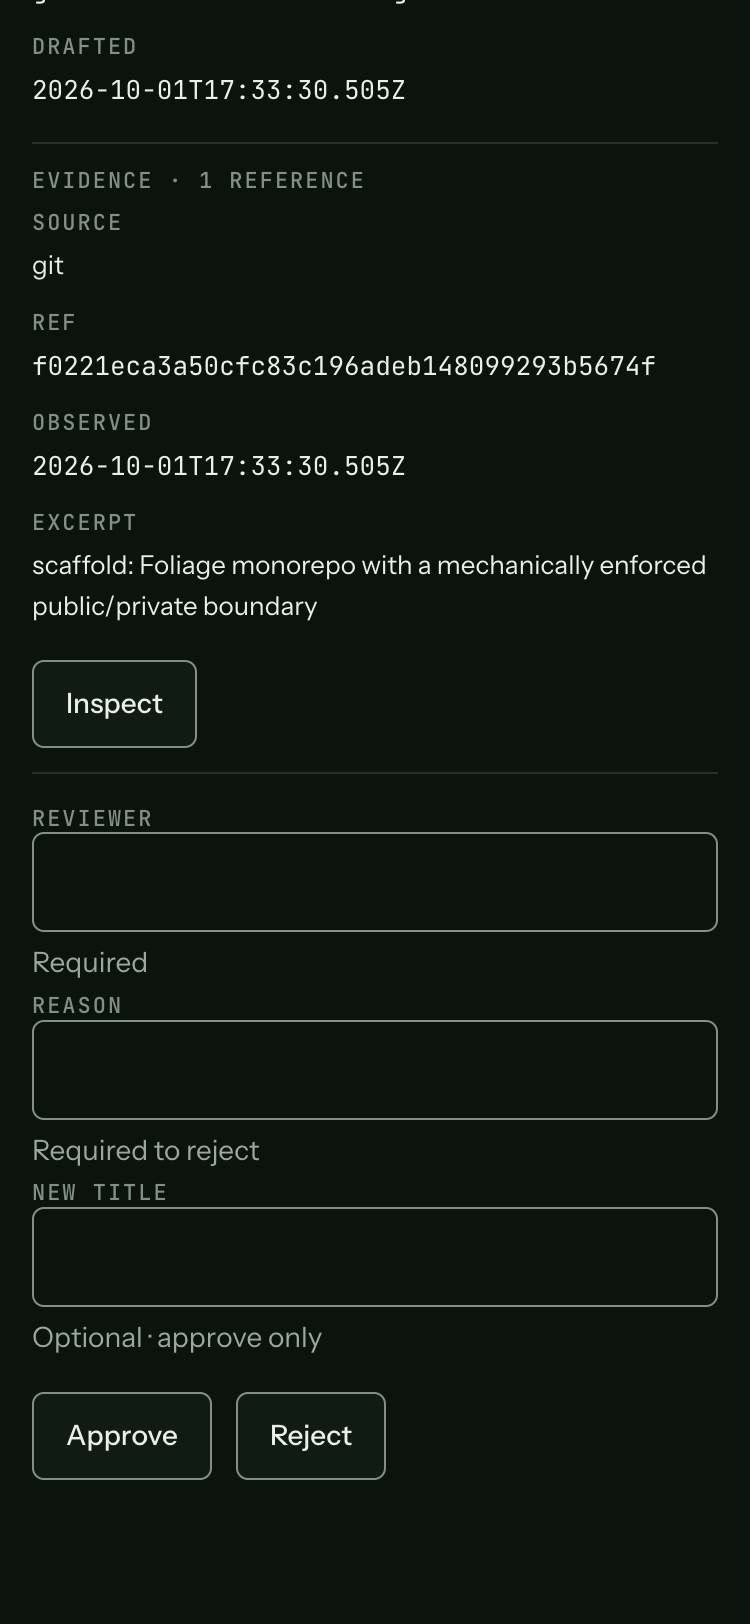 DRAFTED
2026-10-01T17:33:30.505Z
EVIDENCE · 1 REFERENCE
SOURCE
git
REF
f0221eca3a50cfc83c196adeb148099293b5674f
OBSERVED
2026-10-01T17:33:30.505Z
EXCERPT
scaffold: Foliage monorepo with a mechanically enforced
public/private boundary
Inspect
REVIEWER
Required
REASON
Required to reject
NEW TITLE
Optional · approve only
Approve
Reject